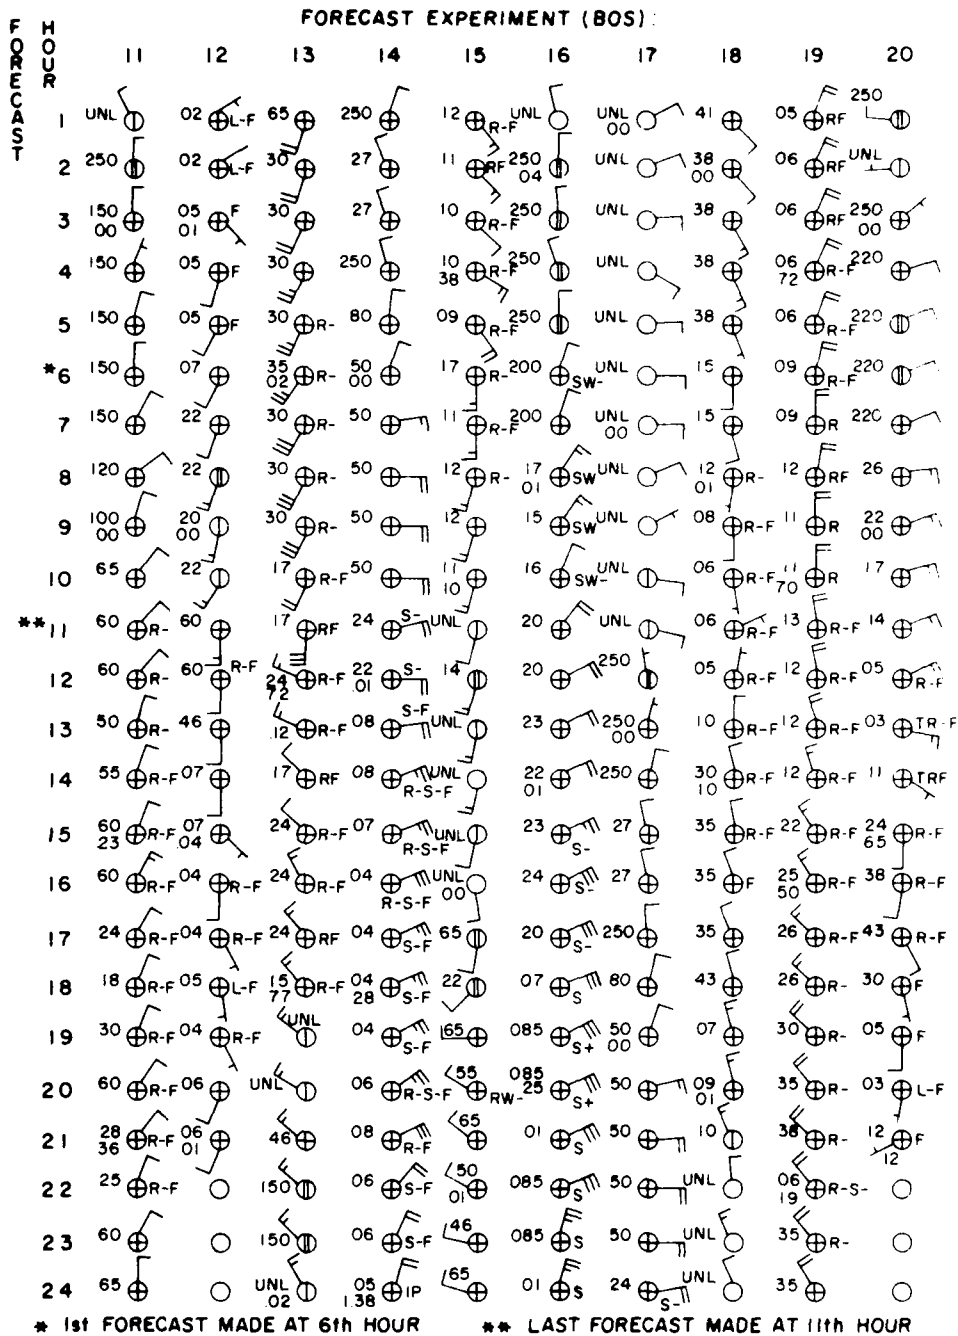 FORECAST EXPERIMENT (BOS)
FORECAST HOUR 11 12 13 14 15 16 17 18 19 20
1 UNL 02 L-F 65 250 12 R-F UNL UNL 00 41 05 RF 250
2 250 02 L-F 30 27 11 RF 250 04 UNL 38 00 06 RF UNL
3 150 00 05 01 F 30 27 10 R-F 250 UNL 38 06 RF 250 00
4 150 05 F 30 250 10 38 R-F 250 UNL 38 06 72 R-F 220
5 150 05 F 30 R- 80 09 R-F 250 UNL 38 06 R-F 220
*6 150 07 35 02 R- 50 00 17 R- 200 SW- UNL 15 09 R-F 220
7 150 22 30 R- 50 11 R-F 200 UNL 00 15 09 R 220
8 120 22 30 R- 50 12 R- 17 01 SW UNL 12 01 R- 12 RF 26
9 100 00 20 00 30 R- 50 12 15 SW UNL 08 R-F 11 R 22 00
10 65 22 17 R-F 50 11 10 16 SW- UNL 06 R-F 11 70 R 17
**11 60 R- 60 17 RF 24 S- UNL 20 UNL 06 R-F 13 R-F 14
12 60 R- 60 R-F 24 72 R-F 22 .01 S- 14 20 250 05 R-F 12 R-F 05 R-F
13 50 R- 46 .12 R-F 08 S-F UNL 23 250 00 10 R-F 12 R-F 03 TR-F
14 55 R-F 07 17 RF 08 R-S-F UNL 22 01 250 30 10 R-F 12 R-F 11 TRF
15 60 23 R-F 07 .04 24 R-F 07 R-S-F UNL 23 S- 27 35 R-F 22 R-F 24 65 R-F
16 60 R-F 04 R-F 24 R-F 04 R-S-F UNL 00 24 S- 27 35 F 25 50 R-F 38 R-F
17 24 R-F 04 R-F 24 RF 04 S-F 65 20 S- 250 35 26 R-F 43 R-F
18 18 R-F 05 L-F 15 77 R-F 04 28 S-F 22 07 S 80 43 26 R- 30 F
19 30 R-F 04 R-F UNL 04 S-F 65 085 S+ 50 00 07 30 R- 05 F
20 60 R-F 06 UNL 06 R-S-F 55 RW- 085 25 S+ 50 09 01 35 R- 03 L-F
21 28 36 R-F 06 01 46 08 R-F 65 01 S 50 10 38 R- 12 F 12
22 25 R-F 150 06 S-F 50 01 085 S 50 UNL 06 19 R-S-
23 60 150 06 S-F 46 085 S 50 UNL 35 R-
24 65 UNL .02 05 1.38 IP 65 01 S 24 S- UNL 35
* 1st FORECAST MADE AT 6th HOUR ** LAST FORECAST MADE AT 11th HOUR